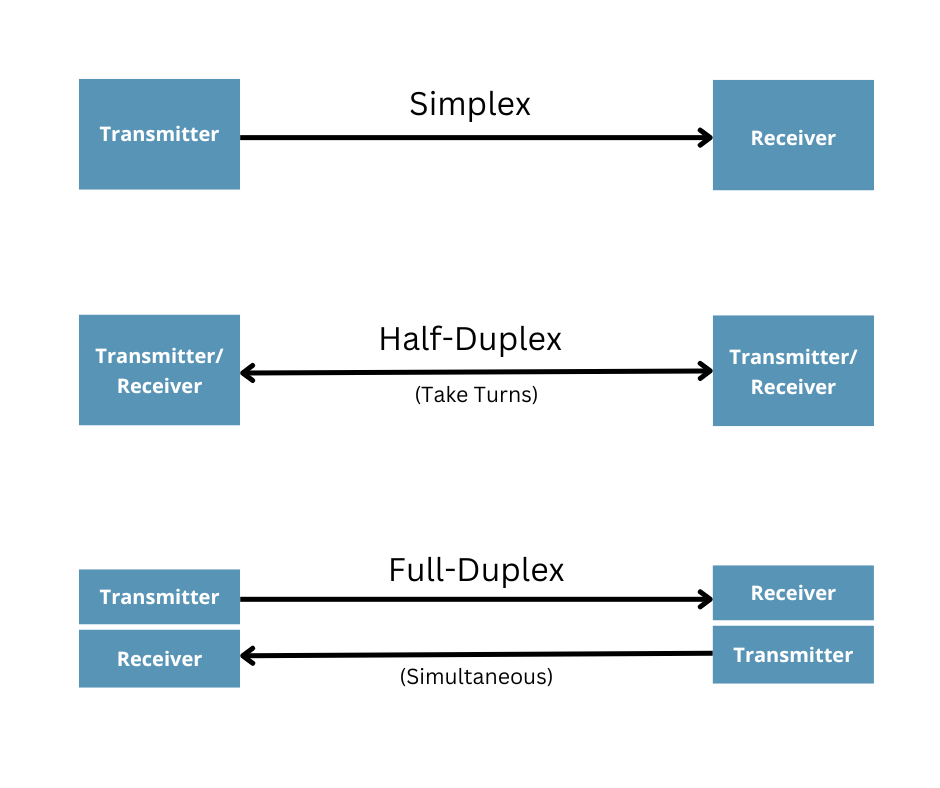 Simplex
Transmitter
Receiver
Half-Duplex
Transmitter/
Receiver
(Take Turns)
Transmitter/
Receiver
Full-Duplex
Transmitter
Receiver
Receiver
Transmitter
(Simultaneous)